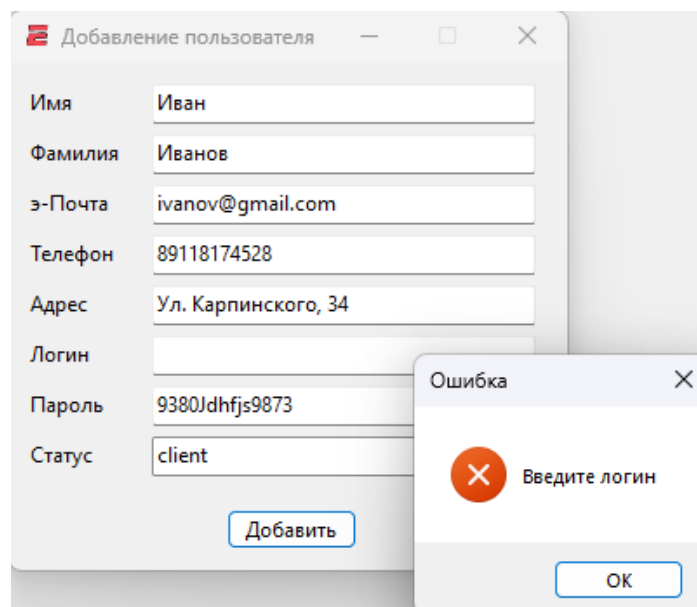 Добавление пользователя
Имя Иван
Фамилия Иванов
э-Почта ivanov@gmail.com
Телефон 89118174528
Адрес Ул. Карпинского, 34
Логин
Пароль 9380Jdhfjs9873
Статус client
Добавить
Ошибка
Введите логин
OK